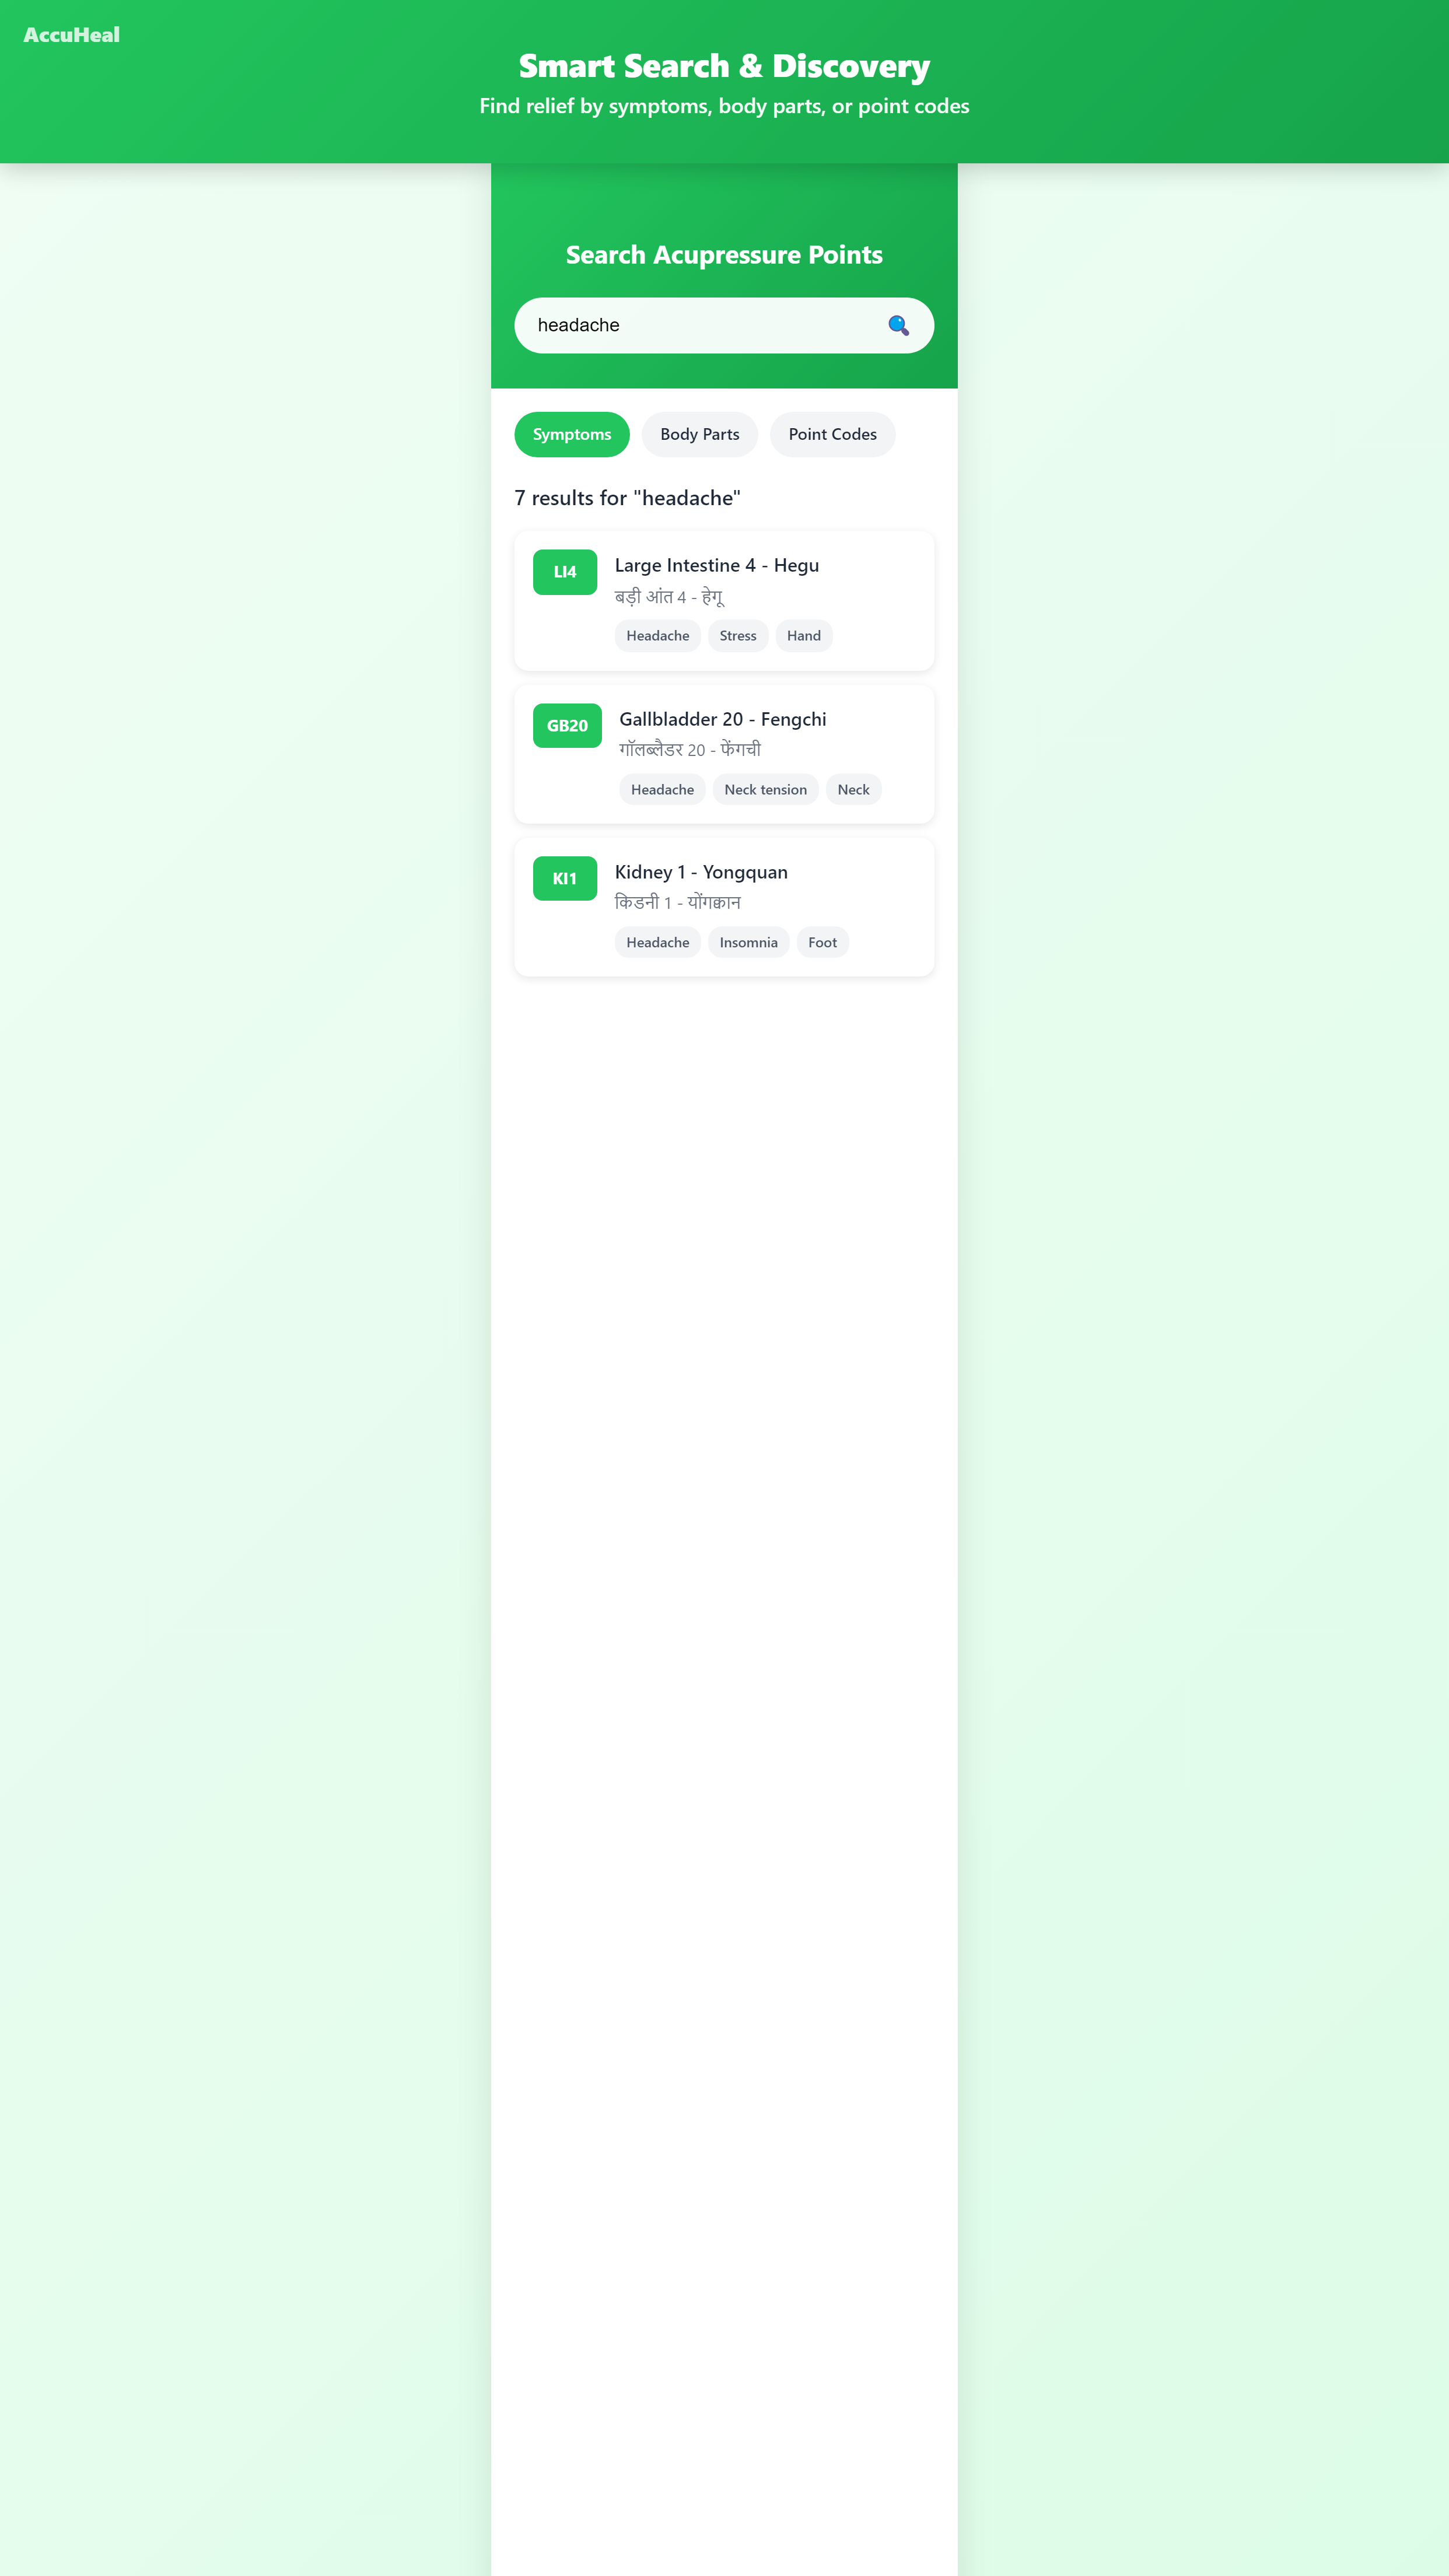 AccuHeal
Smart Search & Discovery
Find relief by symptoms, body parts, or point codes
Search Acupressure Points
headache
Symptoms Body Parts Point Codes
7 results for "headache"
LI4
Large Intestine 4 - Hegu
बड़ी आंत 4 - हेगू
Headache Stress Hand
GB20
Gallbladder 20 - Fengchi
गॉलब्लैडर 20 - फेंगची
Headache Neck tension Neck
KI1
Kidney 1 - Yongquan
किडनी 1 - योंगक्वान
Headache Insomnia Foot